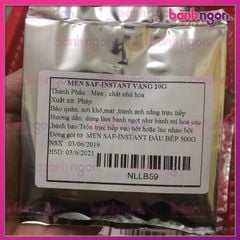 bánhngon
MEN SAF-INSTANT VÀNG 20G
Thành Phần : Men , chất nhũ hóa
Xuất xứ: Pháp
Bảo quản: nơi khô,mát ,tranh ánh nắng trực tiếp
Hướng dẫn: dùng làm bánh ngọt như bánh mì hoa cúc
,bánh bao.Trộn trực tiếp vào bột hoặc lúc nhào bột
Đóng gói từ MEN SAF-INSTANT ĐẦU BẾP 500G
NSX : 03/06/2019
HSD: 03/6/2021
NLLB59